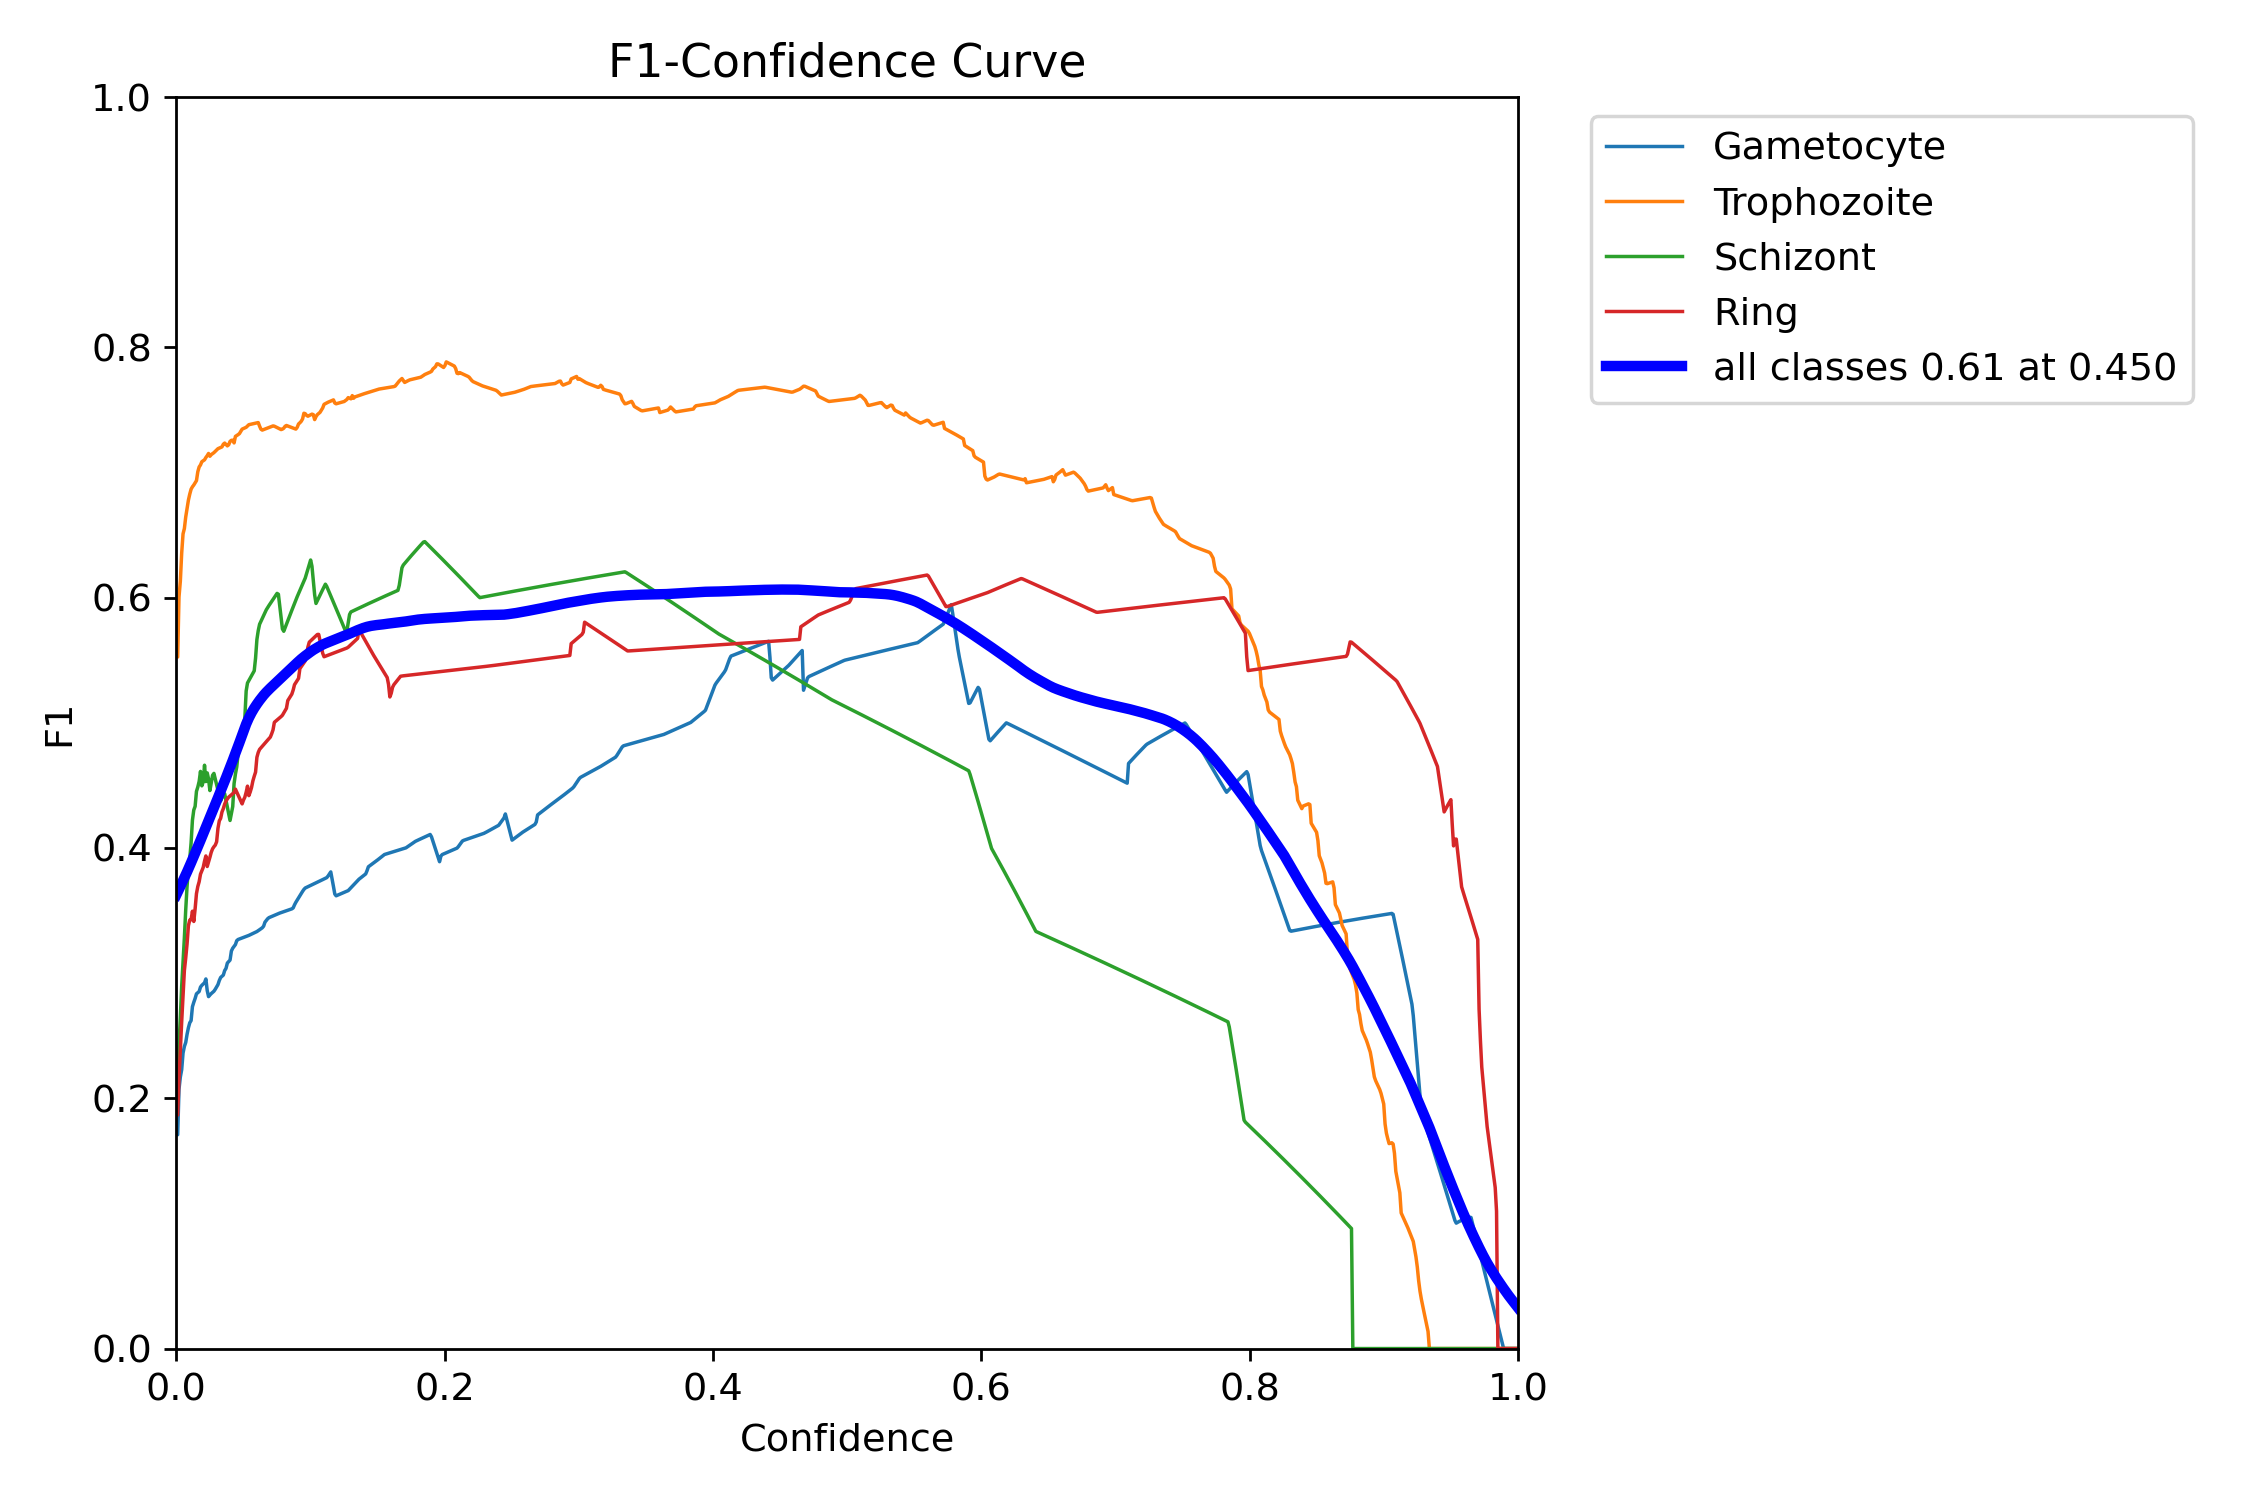 F1-Confidence Curve
1.0
0.8
0.6
0.4
0.2
0.0
F1
0.0 0.2 0.4 0.6 0.8 1.0
Confidence
Gametocyte
Trophozoite
Schizont
Ring
all classes 0.61 at 0.450